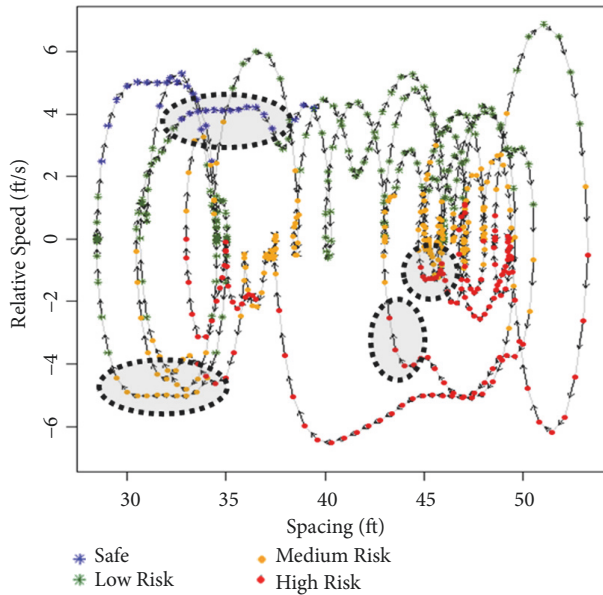 Relative Speed (ft/s)
6
4
2
0
−2
−4
−6
30 35 40 45 50
Spacing (ft)
Safe
Medium Risk
Low Risk
High Risk